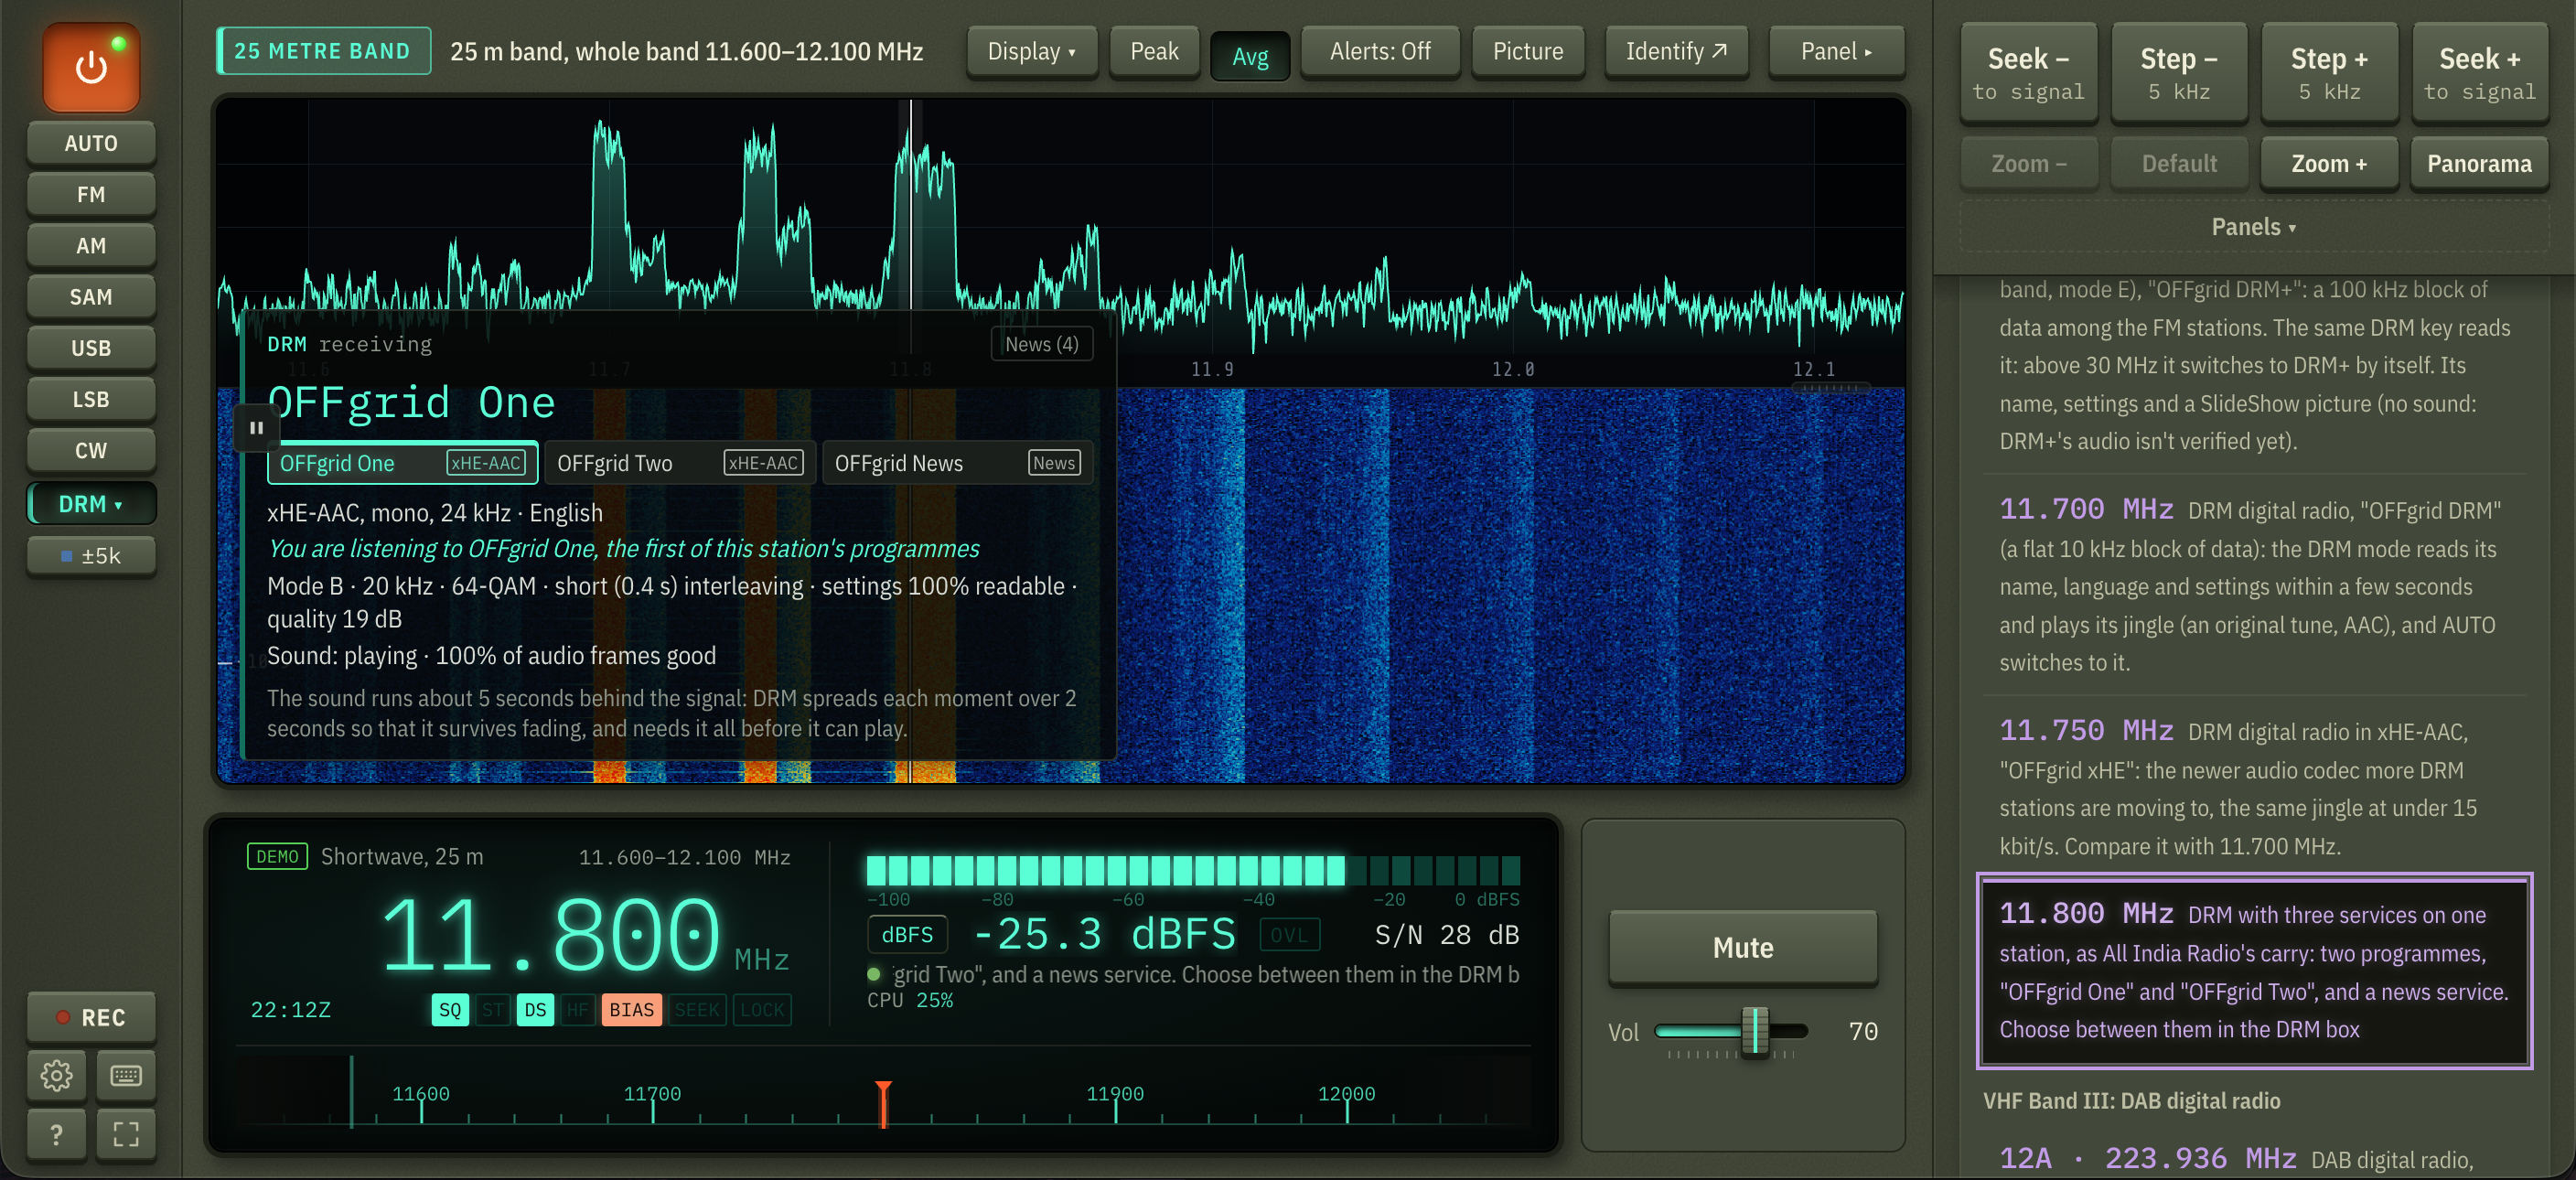 AUTO
FM
AM
SAM
USB
LSB
CW
DRM ▾
±5k
REC
?
25 METRE BAND
25 m band, whole band 11.600–12.100 MHz
Display ▾
Peak
Avg
Alerts: Off
Picture
Identify ↗
Panel ▸
11.6
11.7
11.8
11.9
12.0
12.1
DRM receiving
News (4)
OFFgrid One
OFFgrid One xHE-AAC
OFFgrid Two xHE-AAC
OFFgrid News News
xHE-AAC, mono, 24 kHz · English
You are listening to OFFgrid One, the first of this station's programmes
Mode B · 20 kHz · 64-QAM · short (0.4 s) interleaving · settings 100% readable ·
quality 19 dB
Sound: playing · 100% of audio frames good
The sound runs about 5 seconds behind the signal: DRM spreads each moment over 2
seconds so that it survives fading, and needs it all before it can play.
DEMO Shortwave, 25 m 11.600–12.100 MHz
11.800 MHz
22:12Z
SQ ST DS HF BIAS SEEK LOCK
−100 −80 −60 −40 −20 0 dBFS
dBFS -25.3 dBFS OVL S/N 28 dB
grid Two", and a news service. Choose between them in the DRM b
CPU 25%
11600 11700 11900 12000
Mute
Vol 70
Seek −
to signal
Step −
5 kHz
Step +
5 kHz
Seek +
to signal
Zoom −
Default
Zoom +
Panorama
Panels ▾
band, mode E), "OFFgrid DRM+": a 100 kHz block of
data among the FM stations. The same DRM key reads
it: above 30 MHz it switches to DRM+ by itself. Its
name, settings and a SlideShow picture (no sound:
DRM+'s audio isn't verified yet).
11.700 MHz DRM digital radio, "OFFgrid DRM"
(a flat 10 kHz block of data): the DRM mode reads its
name, language and settings within a few seconds
and plays its jingle (an original tune, AAC), and AUTO
switches to it.
11.750 MHz DRM digital radio in xHE-AAC,
"OFFgrid xHE": the newer audio codec more DRM
stations are moving to, the same jingle at under 15
kbit/s. Compare it with 11.700 MHz.
11.800 MHz DRM with three services on one
station, as All India Radio's carry: two programmes,
"OFFgrid One" and "OFFgrid Two", and a news service.
Choose between them in the DRM box
VHF Band III: DAB digital radio
12A · 223.936 MHz DAB digital radio,